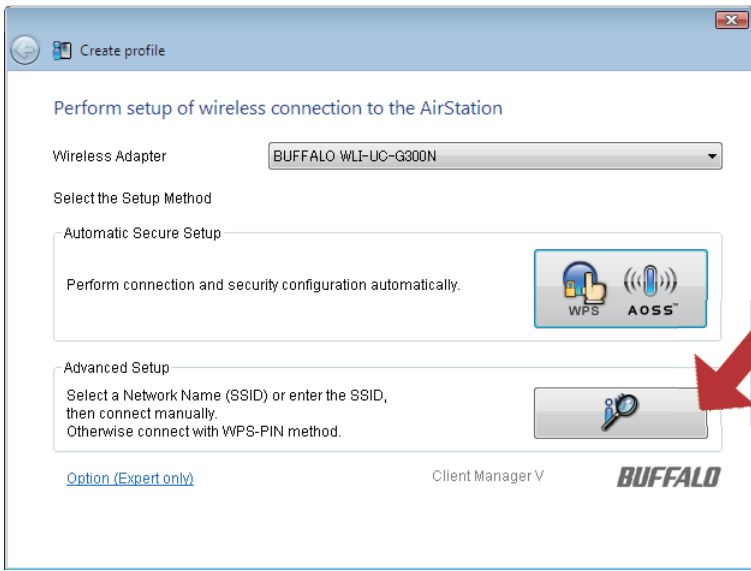 Create profile
Perform setup of wireless connection to the AirStation
Wireless Adapter
BUFFALO WLI-UC-G300N
Select the Setup Method
Automatic Secure Setup
Perform connection and security configuration automatically.
WPS
AOSS™
Advanced Setup
Select a Network Name (SSID) or enter the SSID,
then connect manually.
Otherwise connect with WPS-PIN method.
Option (Expert only)
Client Manager V
BUFFALO